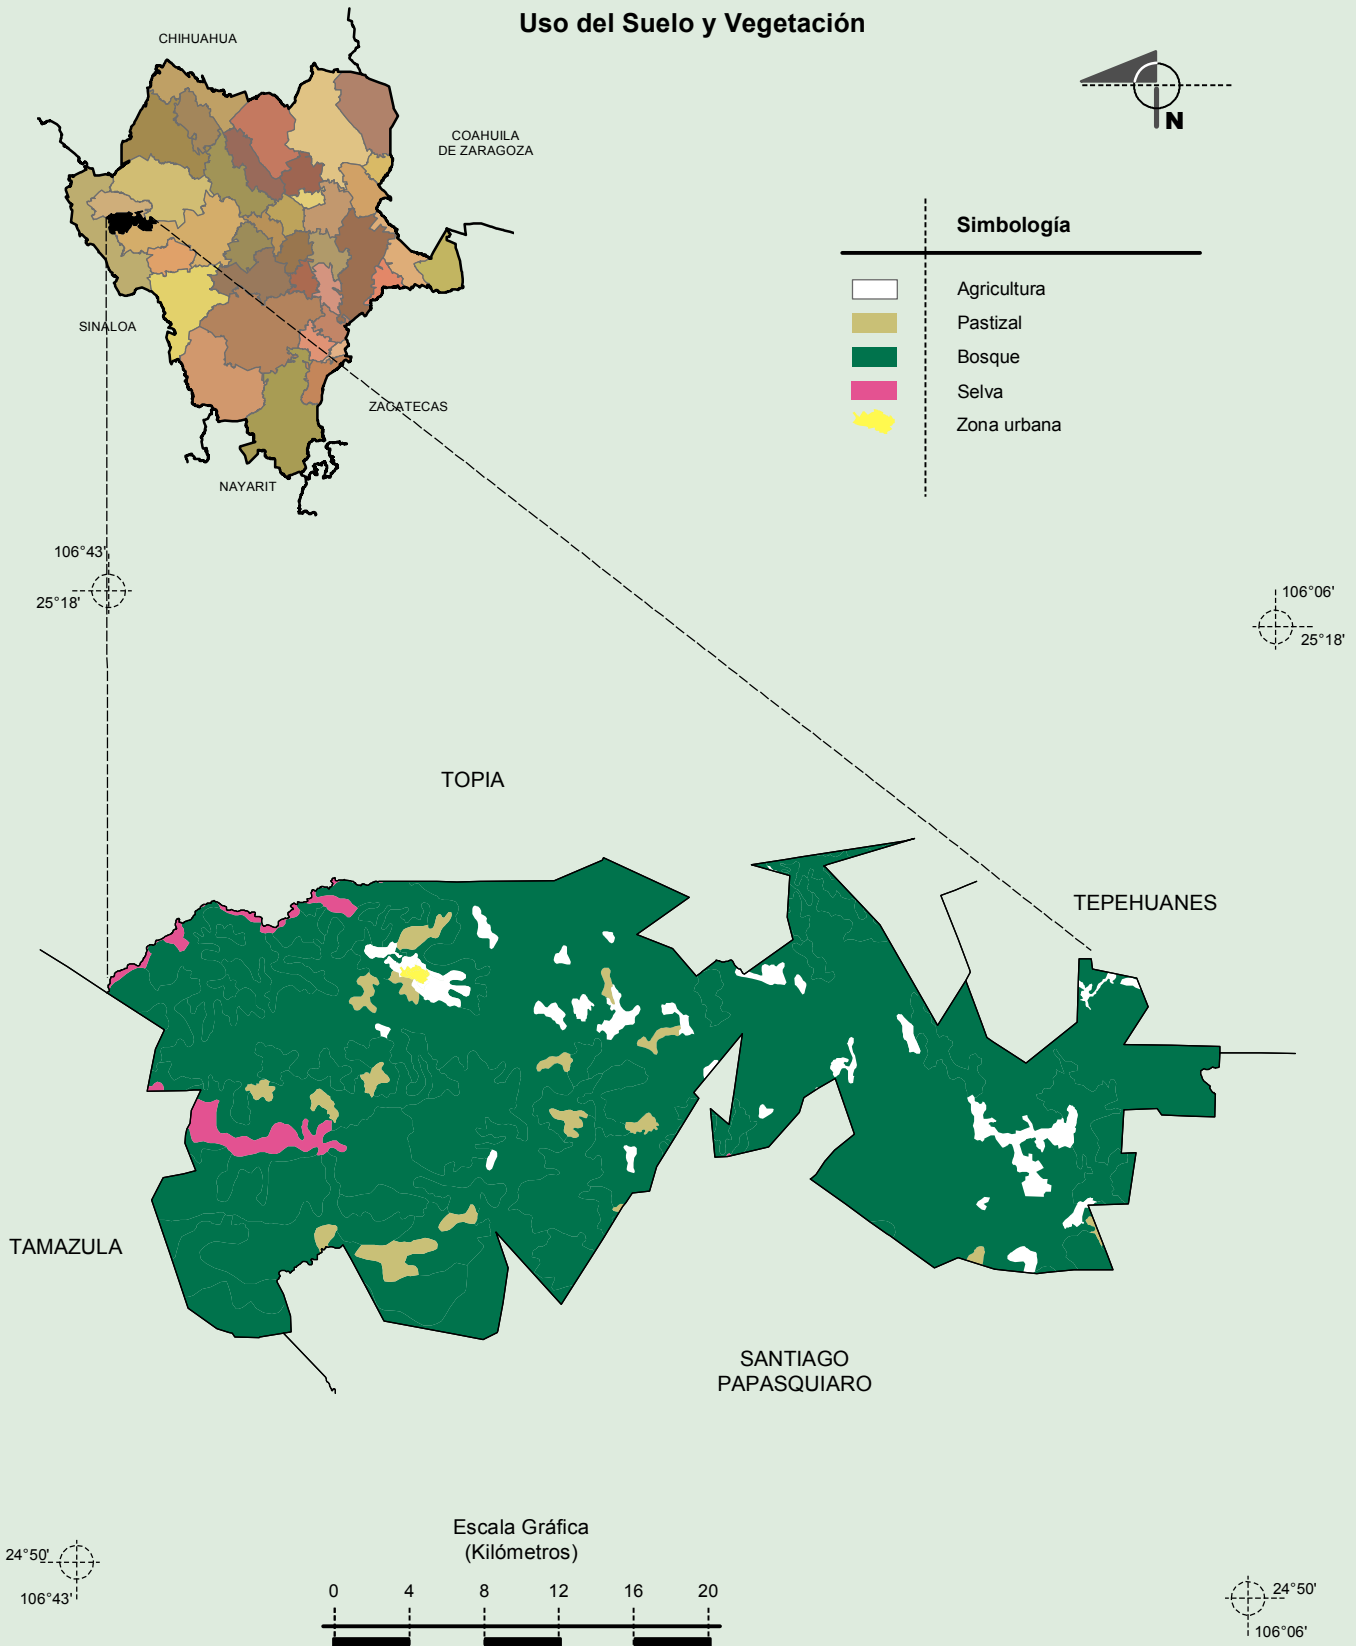 Uso del Suelo y Vegetación
CHIHUAHUA
COAHUILA
DE ZARAGOZA
SINALOA
ZACATECAS
NAYARIT
N
Simbología
Agricultura
Pastizal
Bosque
Selva
Zona urbana
106°43'
25°18'
106°06'
25°18'
TOPIA
TEPEHUANES
TAMAZULA
SANTIAGO
PAPASQUIARO
Escala Gráfica
(Kilómetros)
0 4 8 12 16 20
24°50'
106°43'
24°50'
106°06'